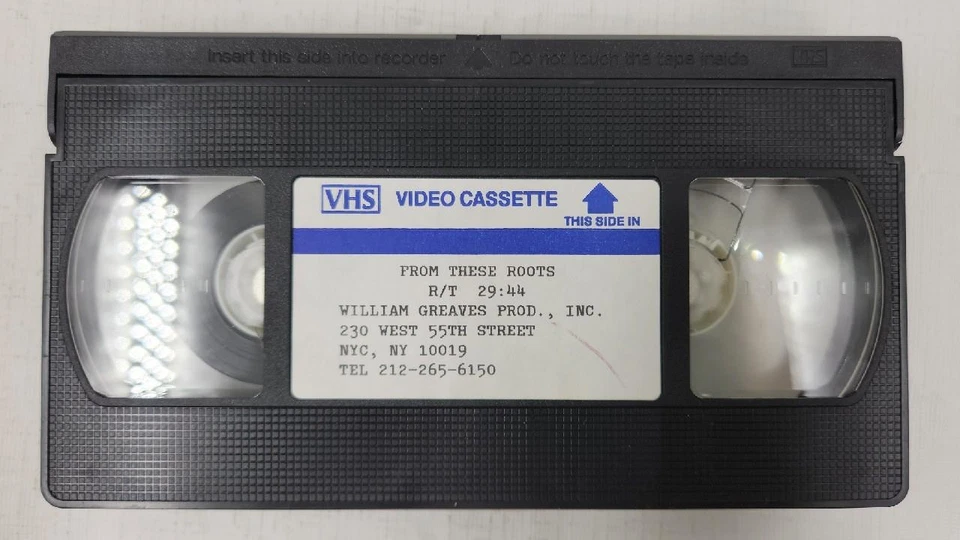 Insert this side into recorder Do not touch the tape inside VHS
VHS VIDEO CASSETTE
THIS SIDE IN
FROM THESE ROOTS
R/T 29:44
WILLIAM GREAVES PROD., INC.
230 WEST 55TH STREET
NYC, NY 10019
TEL 212-265-6150